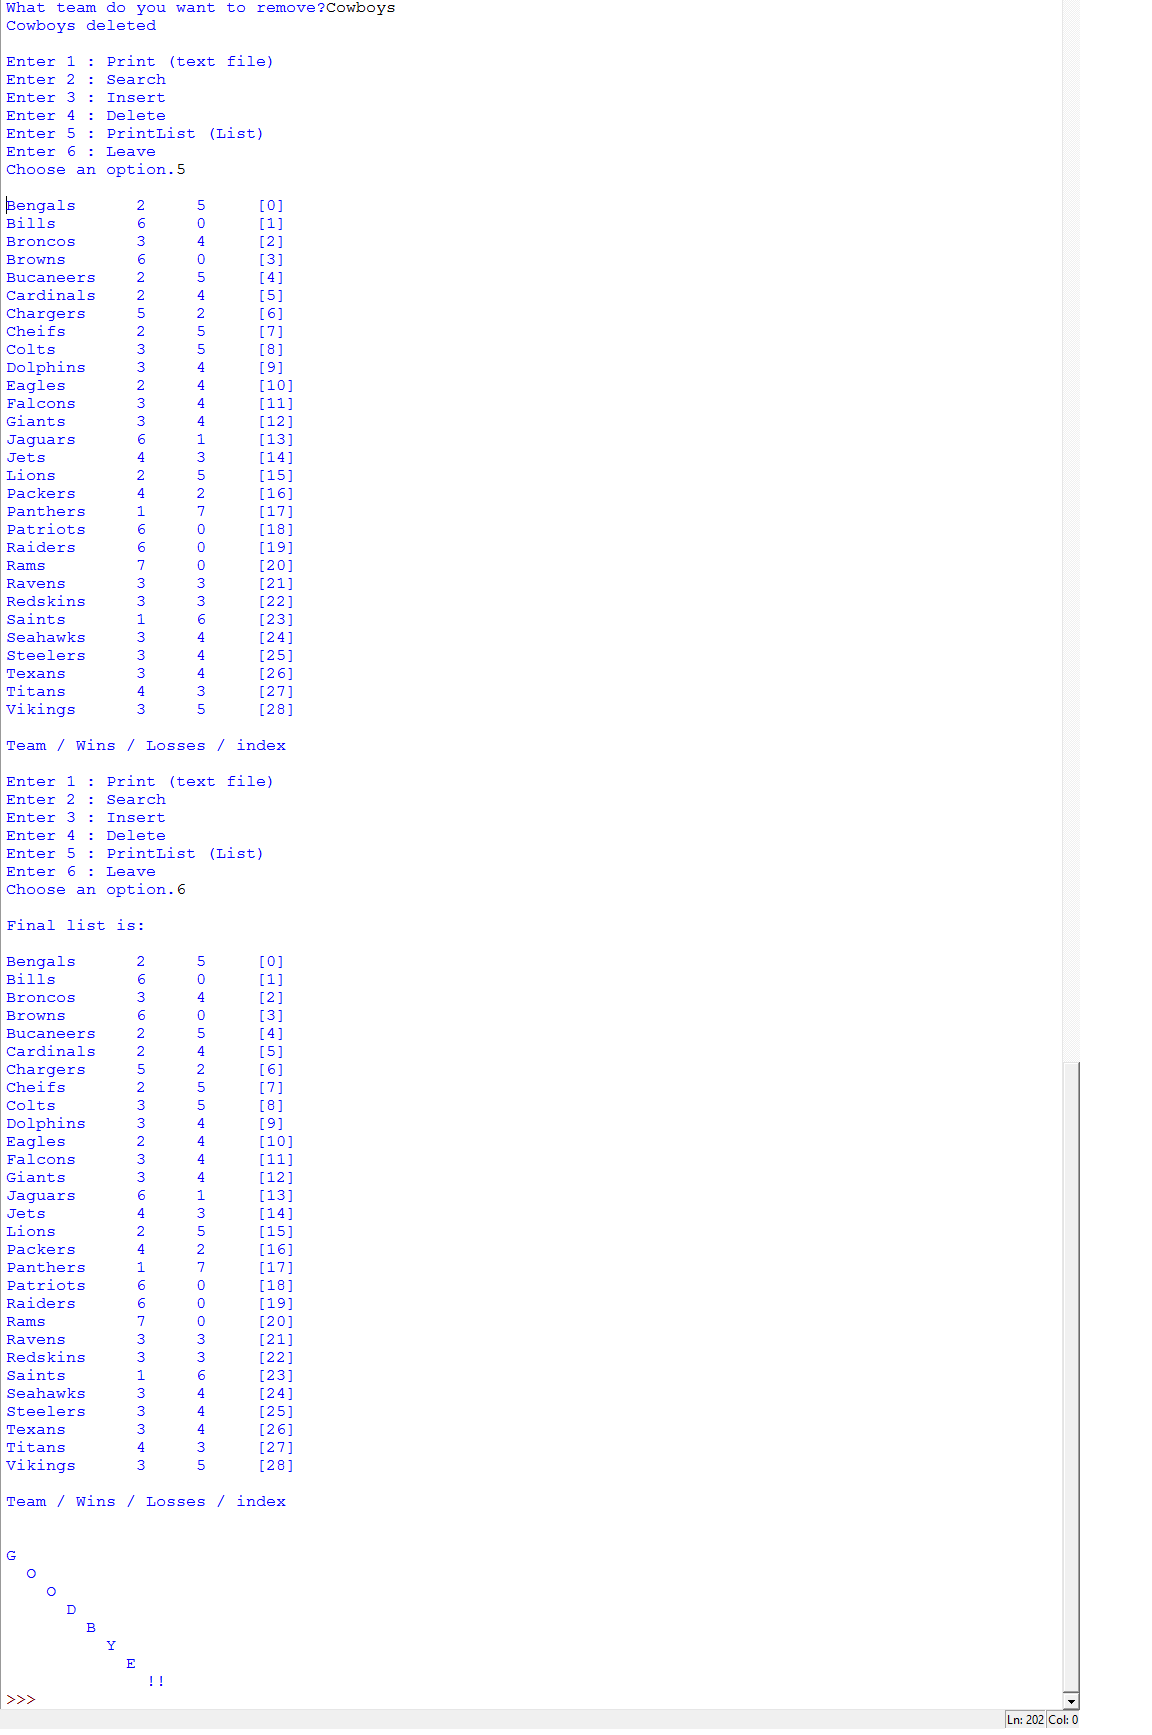 What team do you want to remove?Cowboys
Cowboys deleted
Enter 1 : Print (text file)
Enter 2 : Search
Enter 3 : Insert
Enter 4 : Delete
Enter 5 : PrintList (List)
Enter 6 : Leave
Choose an option.5
Bengals 2 5 [0]
Bills 6 0 [1]
Broncos 3 4 [2]
Browns 6 0 [3]
Bucaneers 2 5 [4]
Cardinals 2 4 [5]
Chargers 5 2 [6]
Cheifs 2 5 [7]
Colts 3 5 [8]
Dolphins 3 4 [9]
Eagles 2 4 [10]
Falcons 3 4 [11]
Giants 3 4 [12]
Jaguars 6 1 [13]
Jets 4 3 [14]
Lions 2 5 [15]
Packers 4 2 [16]
Panthers 1 7 [17]
Patriots 6 0 [18]
Raiders 6 0 [19]
Rams 7 0 [20]
Ravens 3 3 [21]
Redskins 3 3 [22]
Saints 1 6 [23]
Seahawks 3 4 [24]
Steelers 3 4 [25]
Texans 3 4 [26]
Titans 4 3 [27]
Vikings 3 5 [28]
Team / Wins / Losses / index
Enter 1 : Print (text file)
Enter 2 : Search
Enter 3 : Insert
Enter 4 : Delete
Enter 5 : PrintList (List)
Enter 6 : Leave
Choose an option.6
Final list is:
Bengals 2 5 [0]
Bills 6 0 [1]
Broncos 3 4 [2]
Browns 6 0 [3]
Bucaneers 2 5 [4]
Cardinals 2 4 [5]
Chargers 5 2 [6]
Cheifs 2 5 [7]
Colts 3 5 [8]
Dolphins 3 4 [9]
Eagles 2 4 [10]
Falcons 3 4 [11]
Giants 3 4 [12]
Jaguars 6 1 [13]
Jets 4 3 [14]
Lions 2 5 [15]
Packers 4 2 [16]
Panthers 1 7 [17]
Patriots 6 0 [18]
Raiders 6 0 [19]
Rams 7 0 [20]
Ravens 3 3 [21]
Redskins 3 3 [22]
Saints 1 6 [23]
Seahawks 3 4 [24]
Steelers 3 4 [25]
Texans 3 4 [26]
Titans 4 3 [27]
Vikings 3 5 [28]
Team / Wins / Losses / index
G
O
O
D
B
Y
E
!!
>>>
Ln: 202 Col: 0